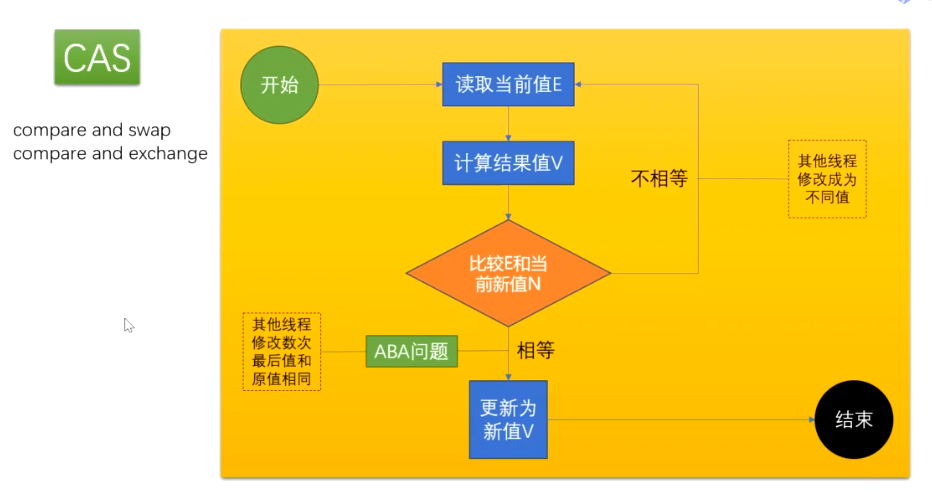 CAS
compare and swap
compare and exchange
开始
读取当前值E
计算结果值V
不相等
其他线程
修改成为
不同值
比较E和当
前新值N
其他线程
修改数次
最后值和
原值相同
ABA问题
相等
更新为
新值V
结束